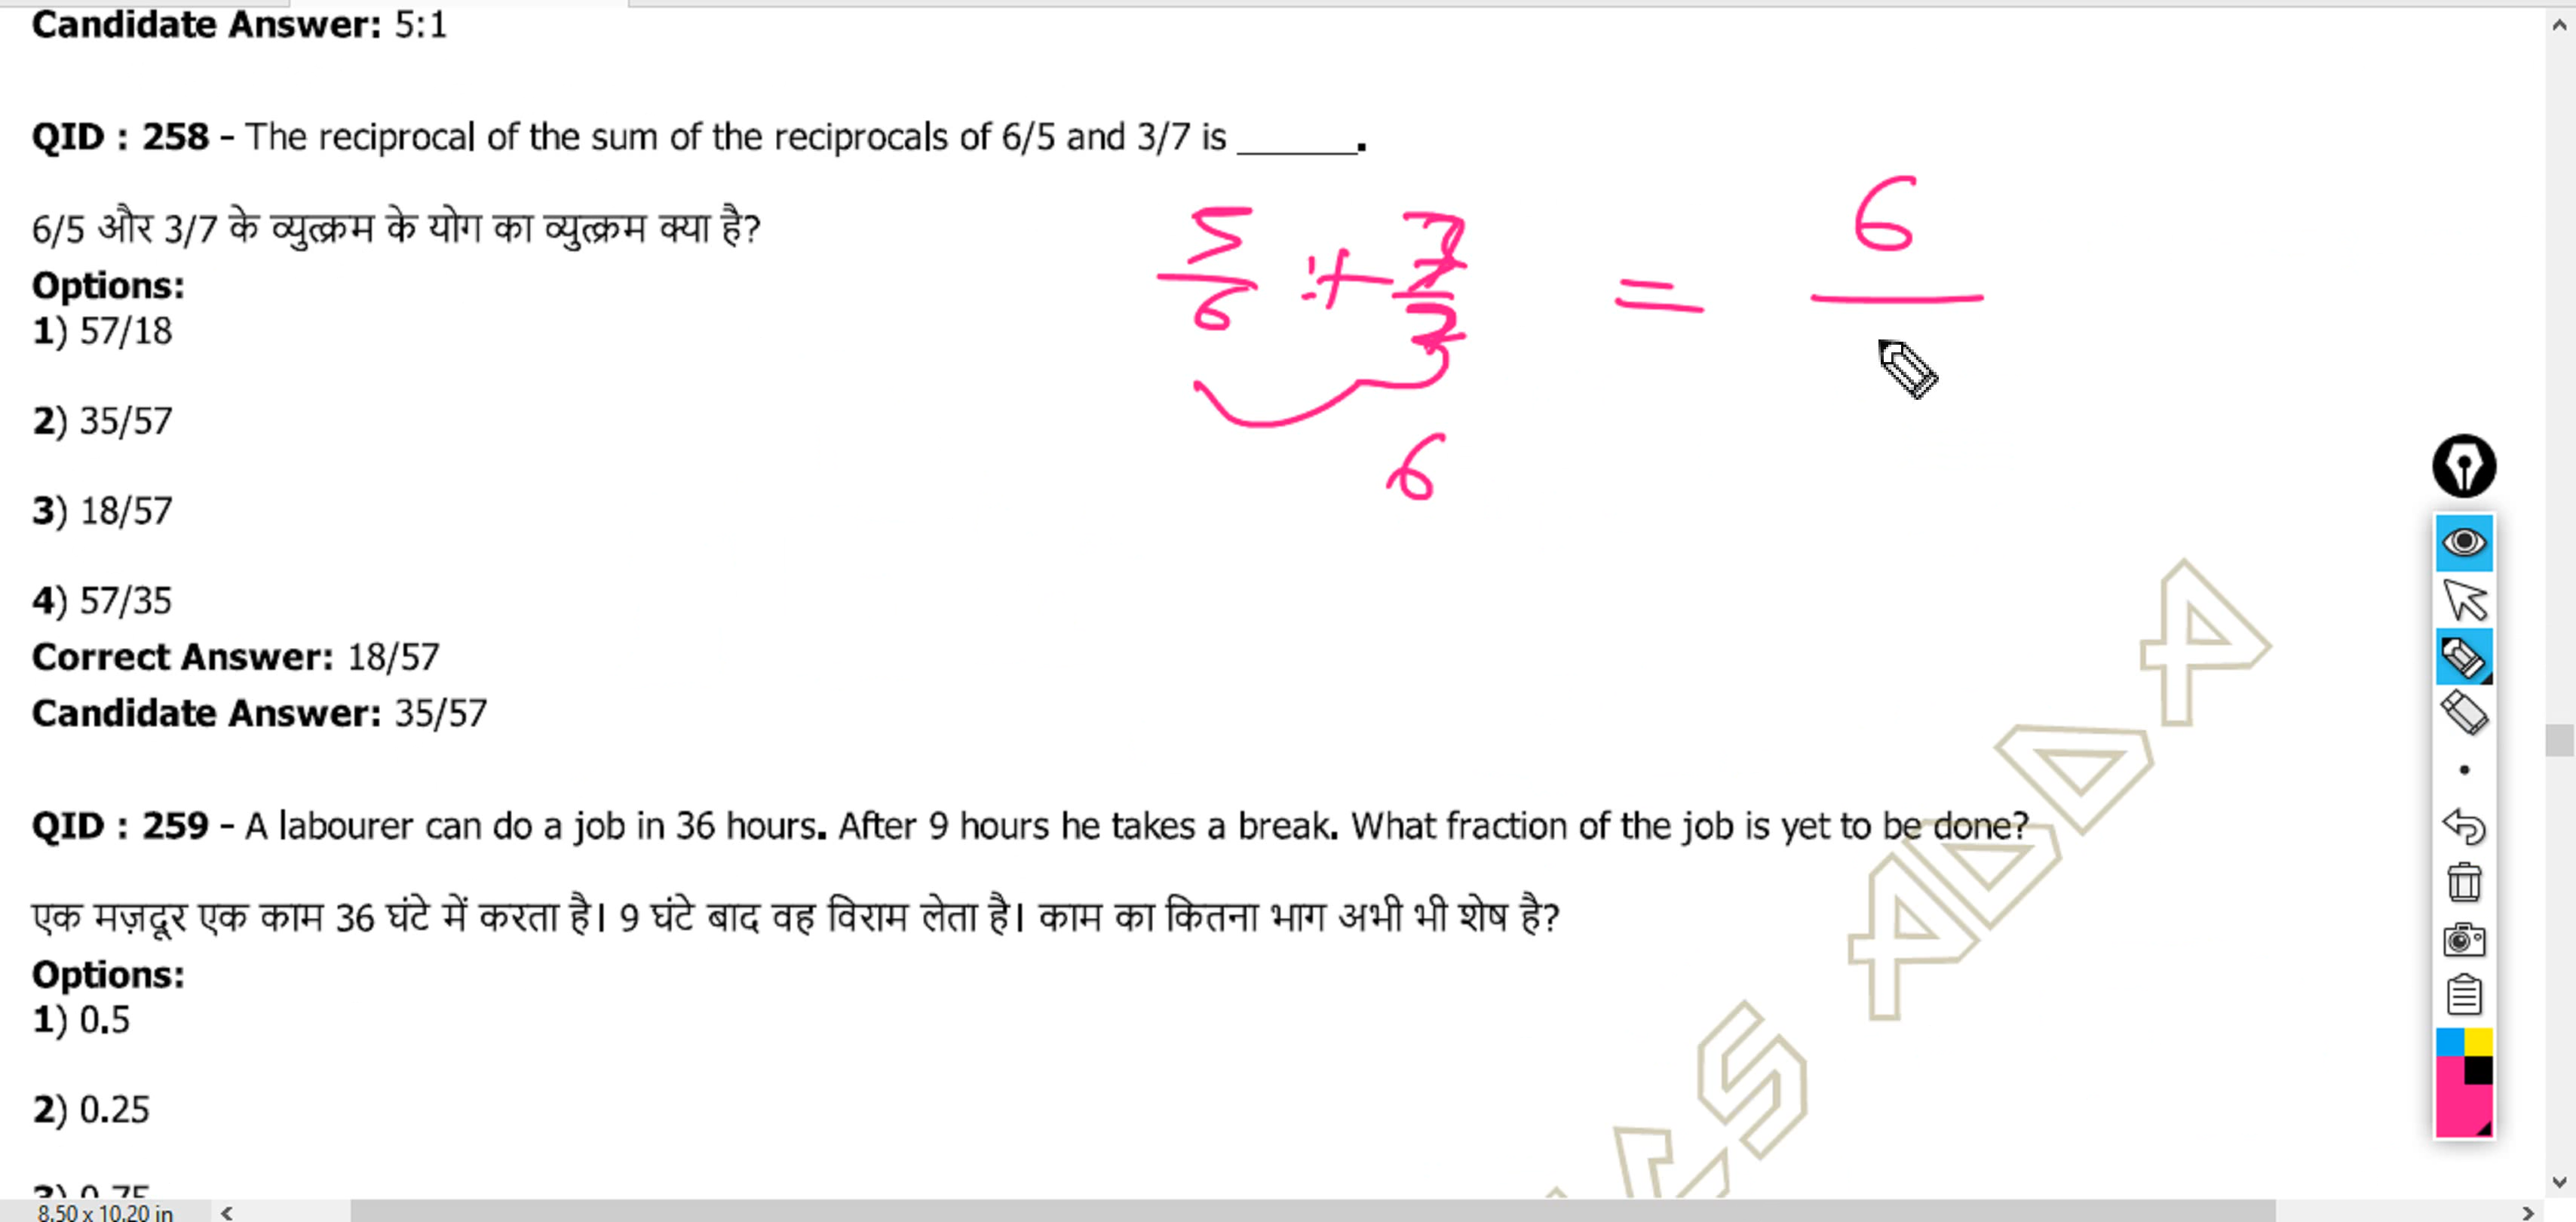 Candidate Answer: 5:1
QID : 258 - The reciprocal of the sum of the reciprocals of 6/5 and 3/7 is ______.
6/5 और 3/7 के व्युत्क्रम के योग का व्युत्क्रम क्या है?
Options:
1) 57/18
2) 35/57
3) 18/57
4) 57/35
Correct Answer: 18/57
Candidate Answer: 35/57
5/6 + 7/3 = 6
6
QID : 259 - A labourer can do a job in 36 hours. After 9 hours he takes a break. What fraction of the job is yet to be done?
एक मज़दूर एक काम 36 घंटे में करता है। 9 घंटे बाद वह विराम लेता है। काम का कितना भाग अभी भी शेष है?
Options:
1) 0.5
2) 0.25
3) 0.75
8.50 x 10.20 in